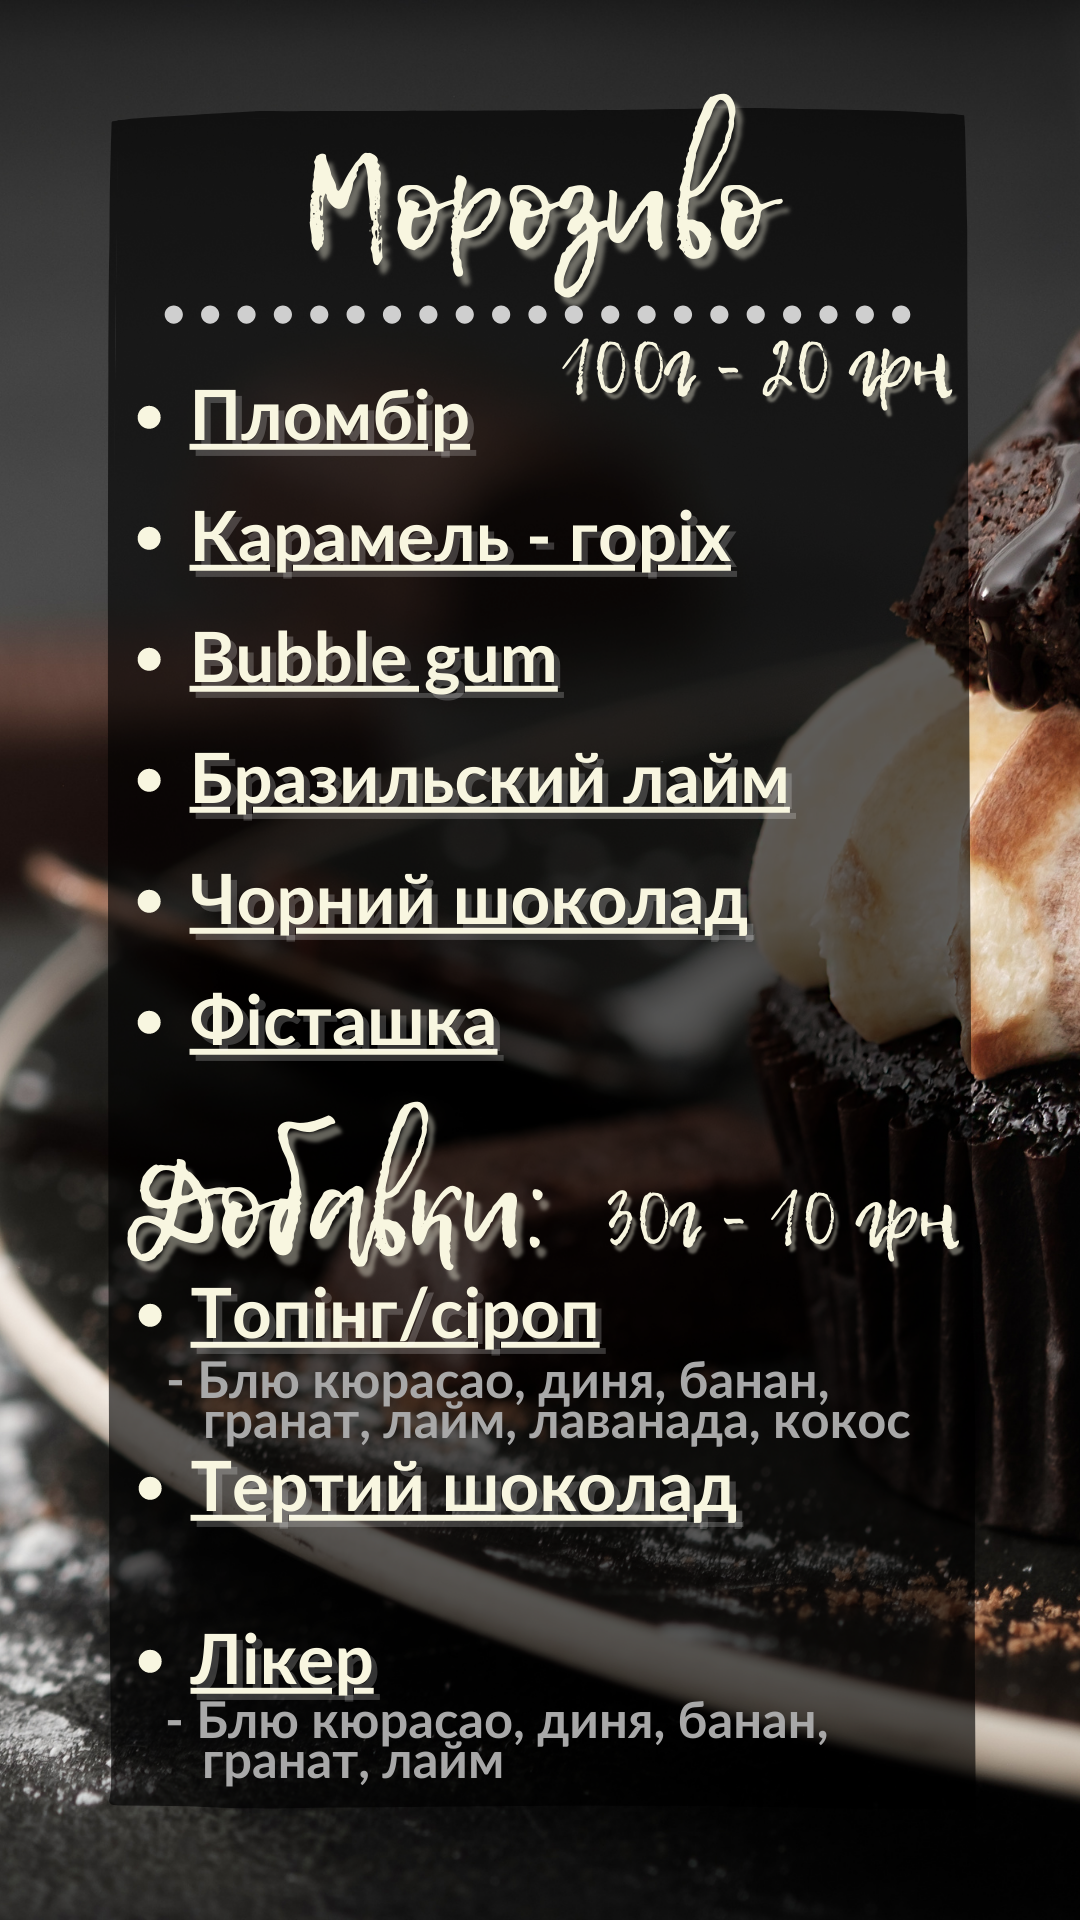 Морозиво
100г - 20 грн
• Пломбір
• Карамель - горіх
• Bubble gum
• Бразильский лайм
• Чорний шоколад
• Фісташка
Добавки: 30г - 10 грн
• Топінг/сіроп
- Блю кюрасао, диня, банан,
гранат, лайм, лаванада, кокос
• Тертий шоколад
• Лікер
- Блю кюрасао, диня, банан,
гранат, лайм